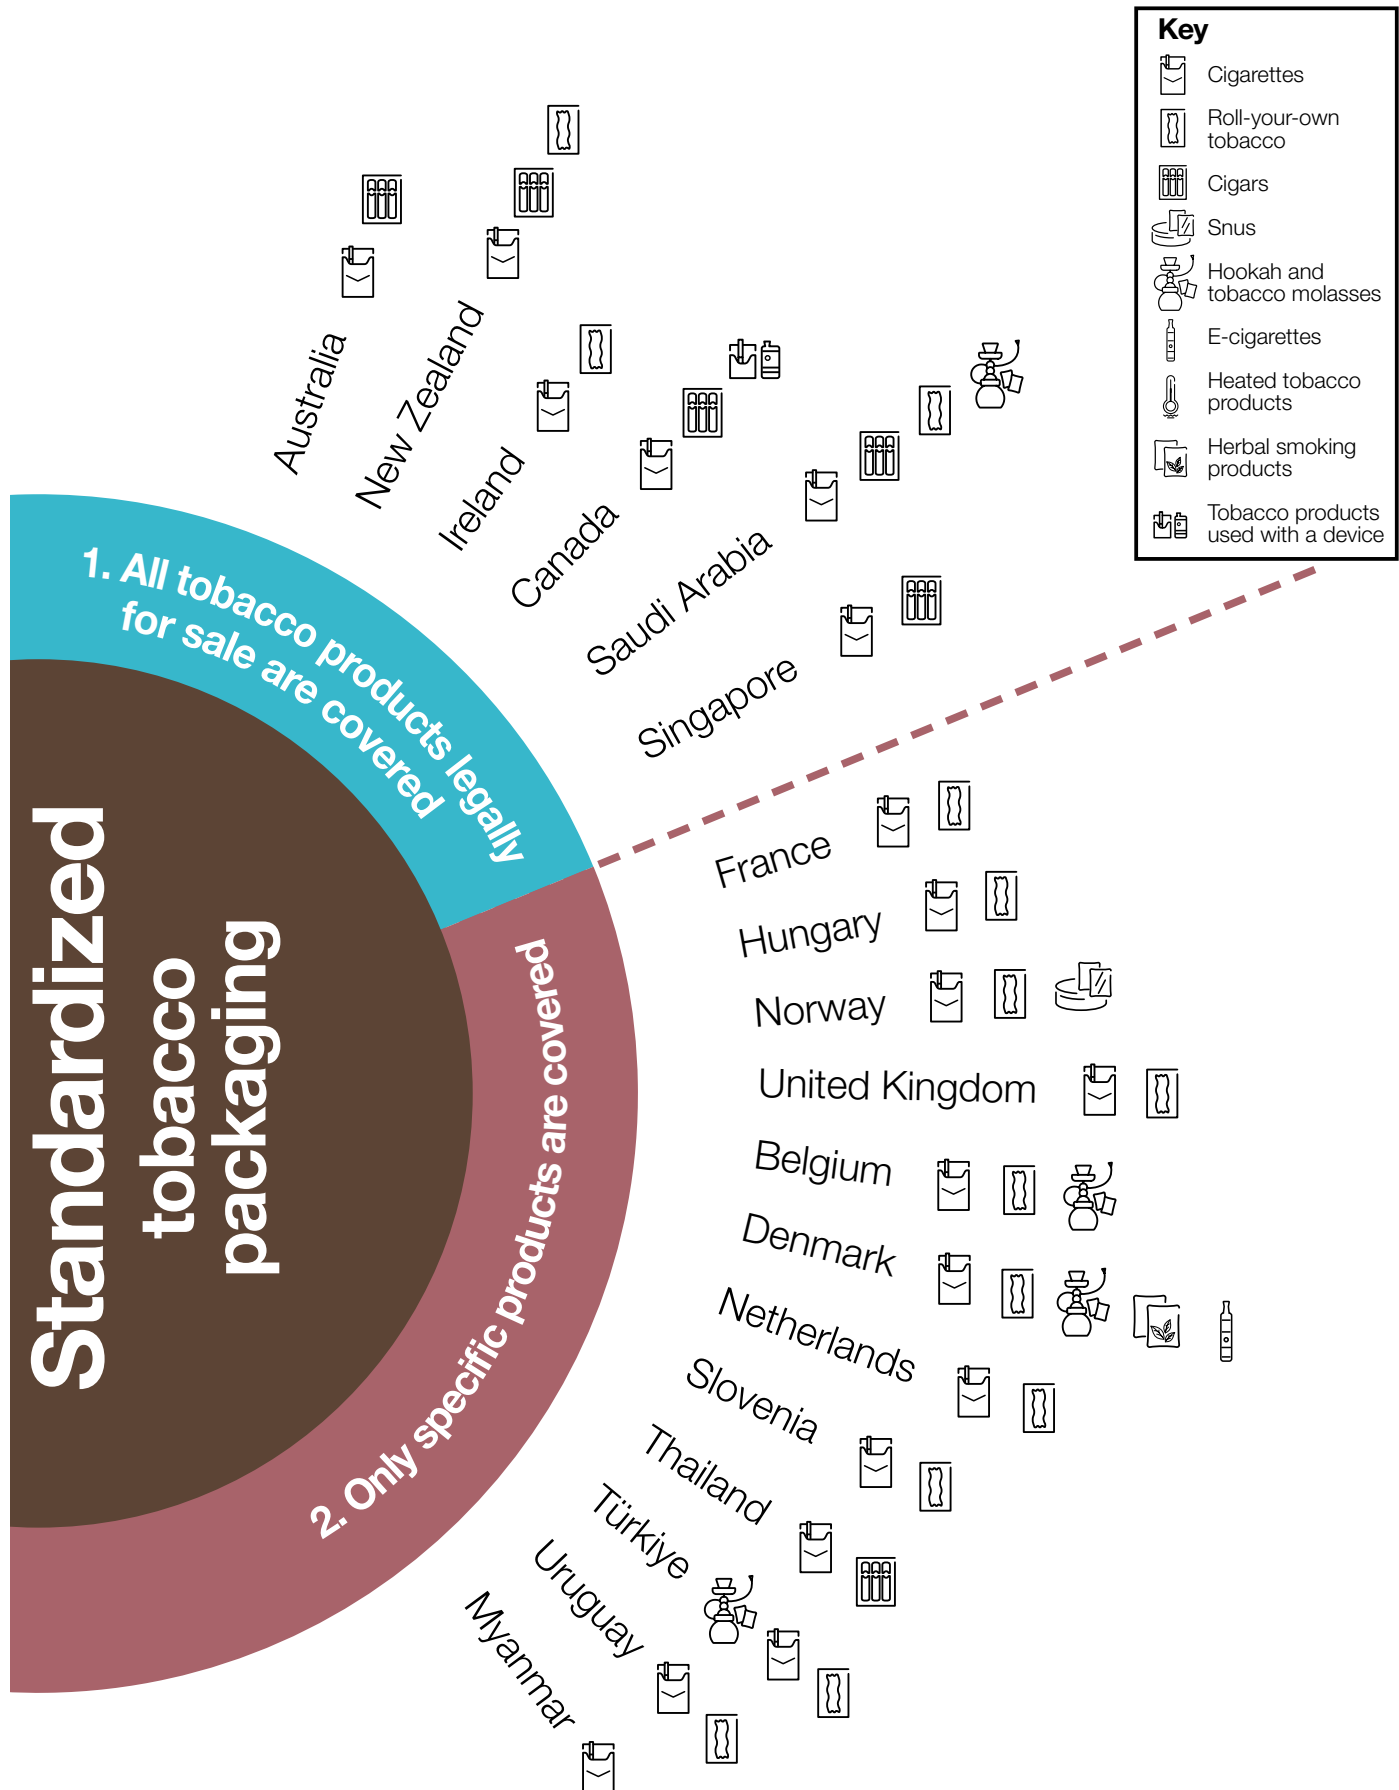 Key
Cigarettes
Roll-your-own
tobacco
Cigars
Snus
Hookah and
tobacco molasses
E-cigarettes
Heated tobacco
products
Herbal smoking
products
Tobacco products
used with a device
Standardized
tobacco
packaging
1. All tobacco products legally
for sale are covered
Australia
New Zealand
Ireland
Canada
Saudi Arabia
Singapore
2. Only specific products are covered
France
Hungary
Norway
United Kingdom
Belgium
Denmark
Netherlands
Slovenia
Thailand
Türkiye
Uruguay
Myanmar